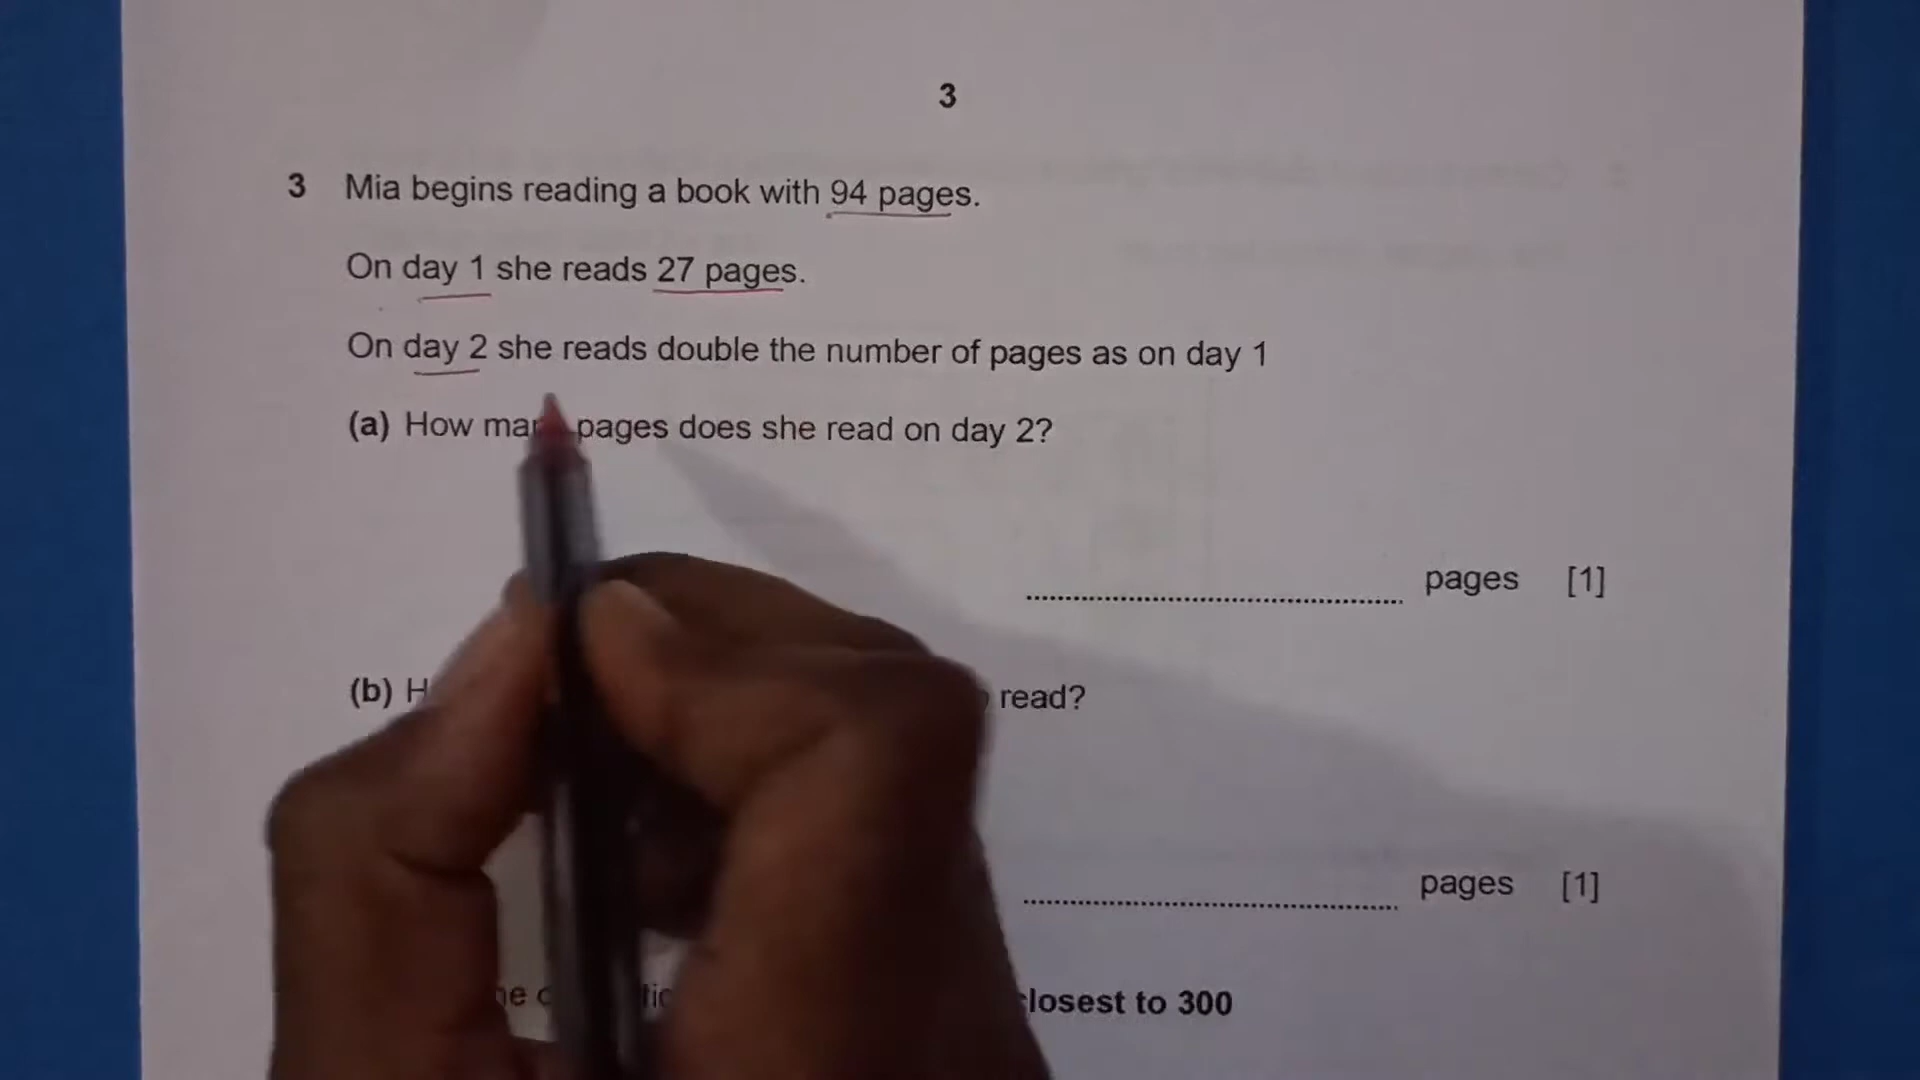 3
3 Mia begins reading a book with 94 pages.
On day 1 she reads 27 pages.
On day 2 she reads double the number of pages as on day 1
(a) How many pages does she read on day 2?
pages [1]
(b) read?
pages [1]
closest to 300